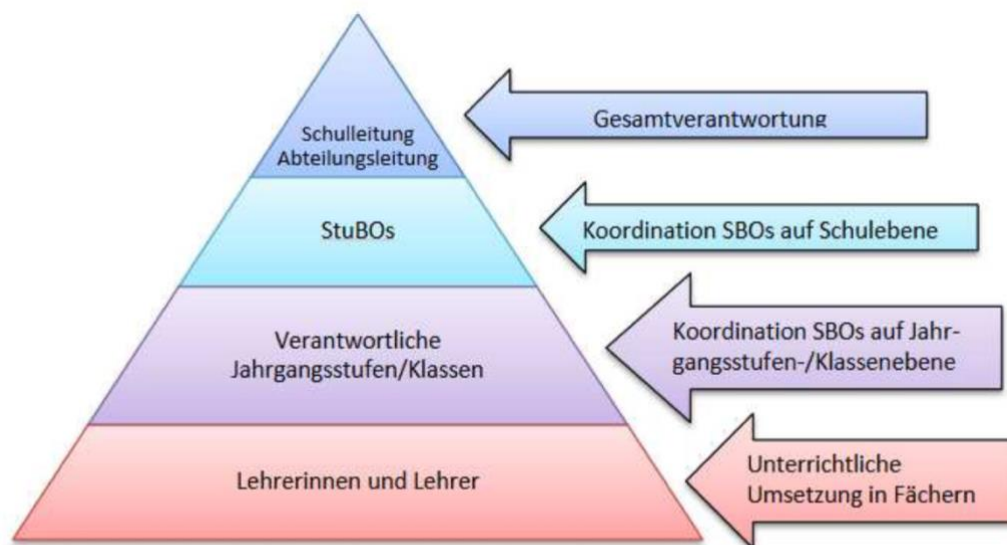 Schulleitung
Abteilungsleitung
Gesamtverantwortung
StuBOs
Koordination SBOs auf Schulebene
Verantwortliche
Jahrgangsstufen/Klassen
Koordination SBOs auf Jahr-
gangsstufen-/Klassenebene
Lehrerinnen und Lehrer
Unterrichtliche
Umsetzung in Fächern